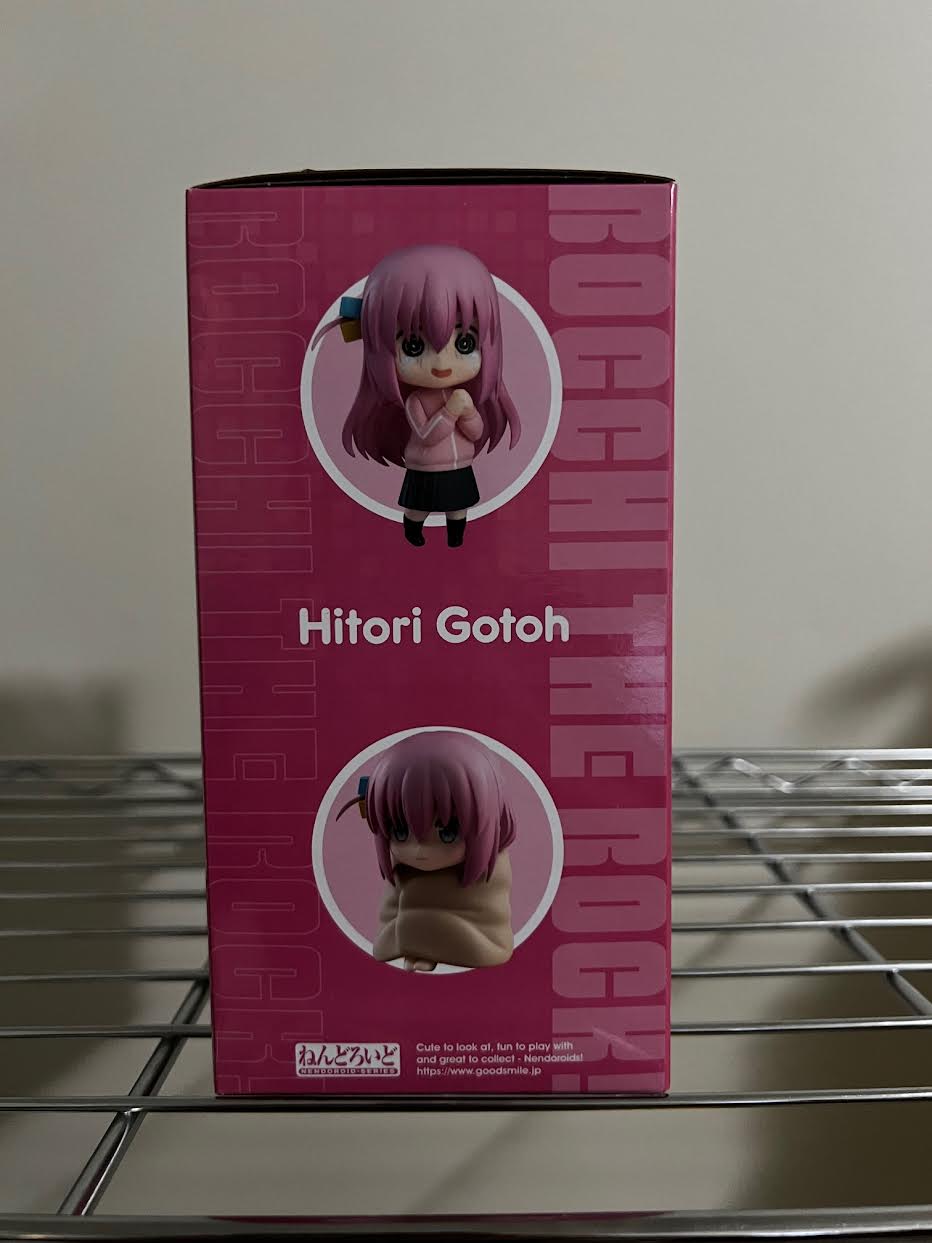 BOCCHI THE ROCK!
BOCCHI THE ROCK!
Hitori Gotoh
ねんどろいど
NENDOROID-SERIES
Cute to look at, fun to play with
and great to collect - Nendoroids!
https://www.goodsmile.jp